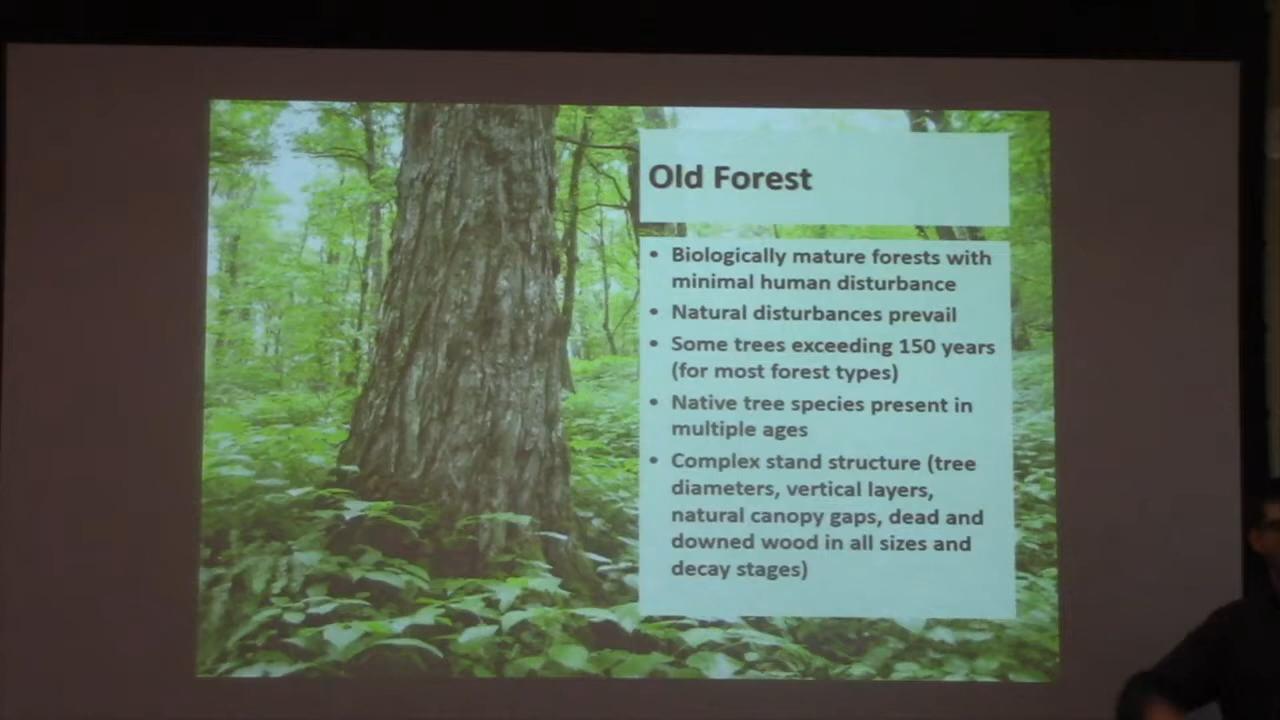 Old Forest
• Biologically mature forests with
minimal human disturbance
• Natural disturbances prevail
• Some trees exceeding 150 years
(for most forest types)
• Native tree species present in
multiple ages
• Complex stand structure (tree
diameters, vertical layers,
natural canopy gaps, dead and
downed wood in all sizes and
decay stages)